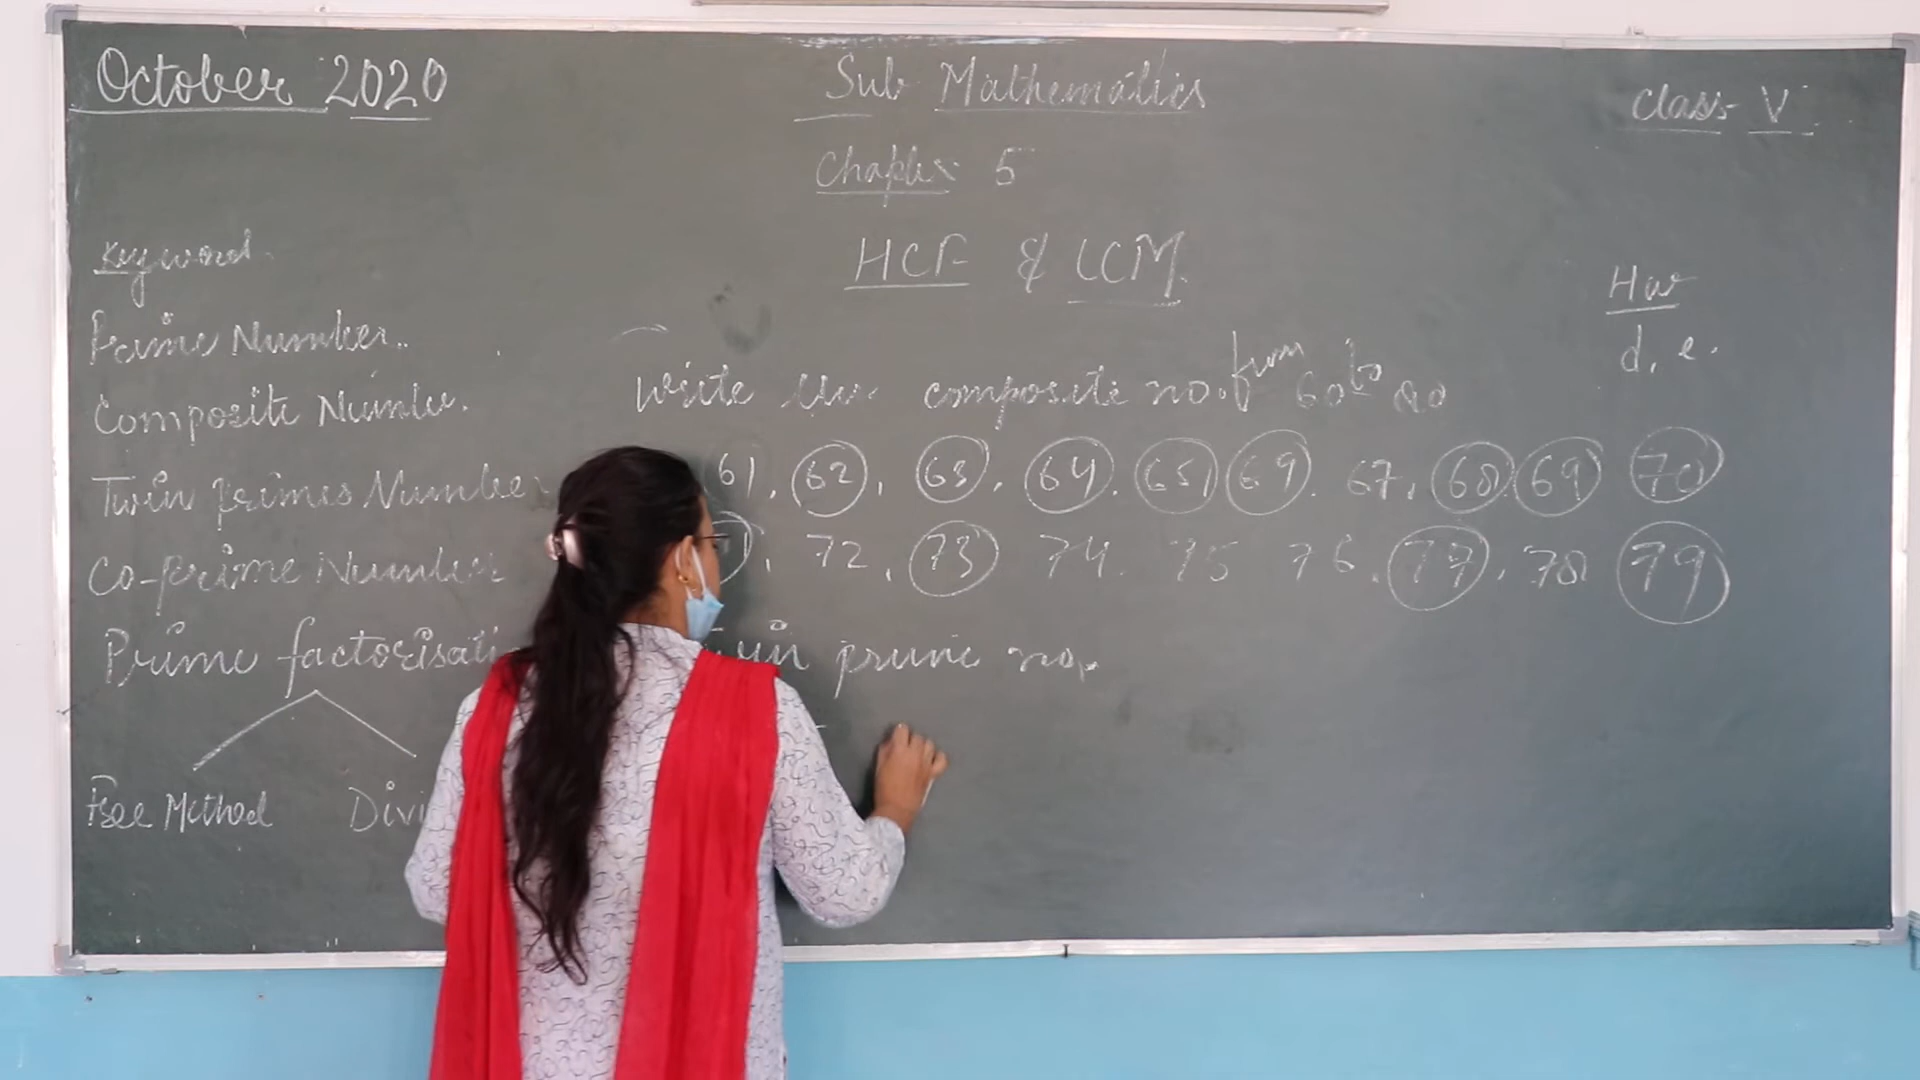 October 2020
Sub Mathematics
Class V
Chapter 5
HCF & LCM
Keyword
Prime Number.
Composite Number.
Twin primes Number
Co-prime Number
Prime factorisati
Tree Method Divi
Hw
d, e.
Write the composite no. from 60 to 80
61, 62, 63, 64, 65, 69, 67, 68, 69 70
72, 73, 74, 75 76, 77, 78, 79
Twin prime no.